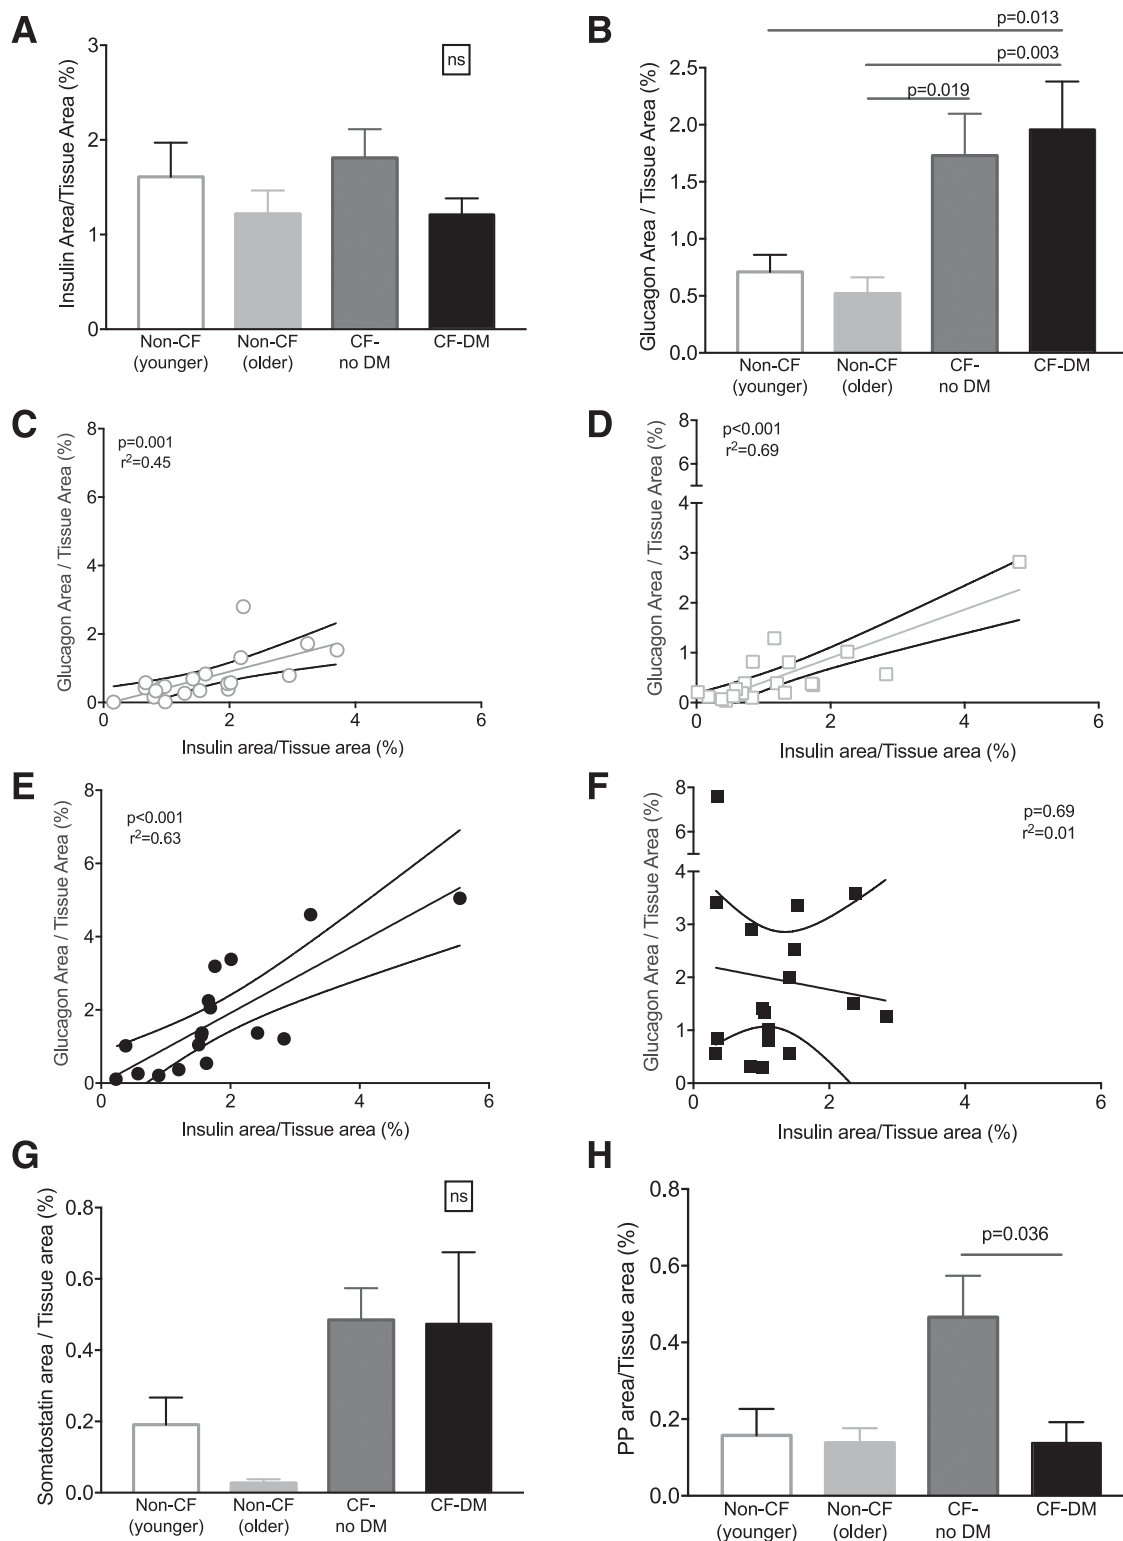 A
Insulin Area/Tissue Area (%)
3
2
1
0
ns
Non-CF
(younger)
Non-CF
(older)
CF-
no DM
CF-DM
B
Glucagon Area / Tissue Area (%)
2.5
2.0
1.5
1.0
0.5
0.0
p=0.013
p=0.003
p=0.019
Non-CF
(younger)
Non-CF
(older)
CF-
no DM
CF-DM
C
Glucagon Area / Tissue Area (%)
8
6
4
2
0
p=0.001
r²=0.45
0 2 4 6
Insulin area/Tissue area (%)
D
Glucagon Area / Tissue Area (%)
8
6
4
3
2
1
0
p<0.001
r²=0.69
0 2 4 6
Insulin area/Tissue area (%)
E
Glucagon Area / Tissue Area (%)
8
6
4
2
0
p<0.001
r²=0.63
0 2 4 6
Insulin area/Tissue area (%)
F
Glucagon Area / Tissue Area (%)
8
6
4
3
2
1
0
p=0.69
r²=0.01
0 2 4 6
Insulin area/Tissue area (%)
G
Somatostatin area / Tissue area (%)
0.8
0.6
0.4
0.2
0.0
ns
Non-CF
(younger)
Non-CF
(older)
CF-
no DM
CF-DM
H
PP area/Tissue area (%)
0.8
0.6
0.4
0.2
0.0
p=0.036
Non-CF
(younger)
Non-CF
(older)
CF-
no DM
CF-DM